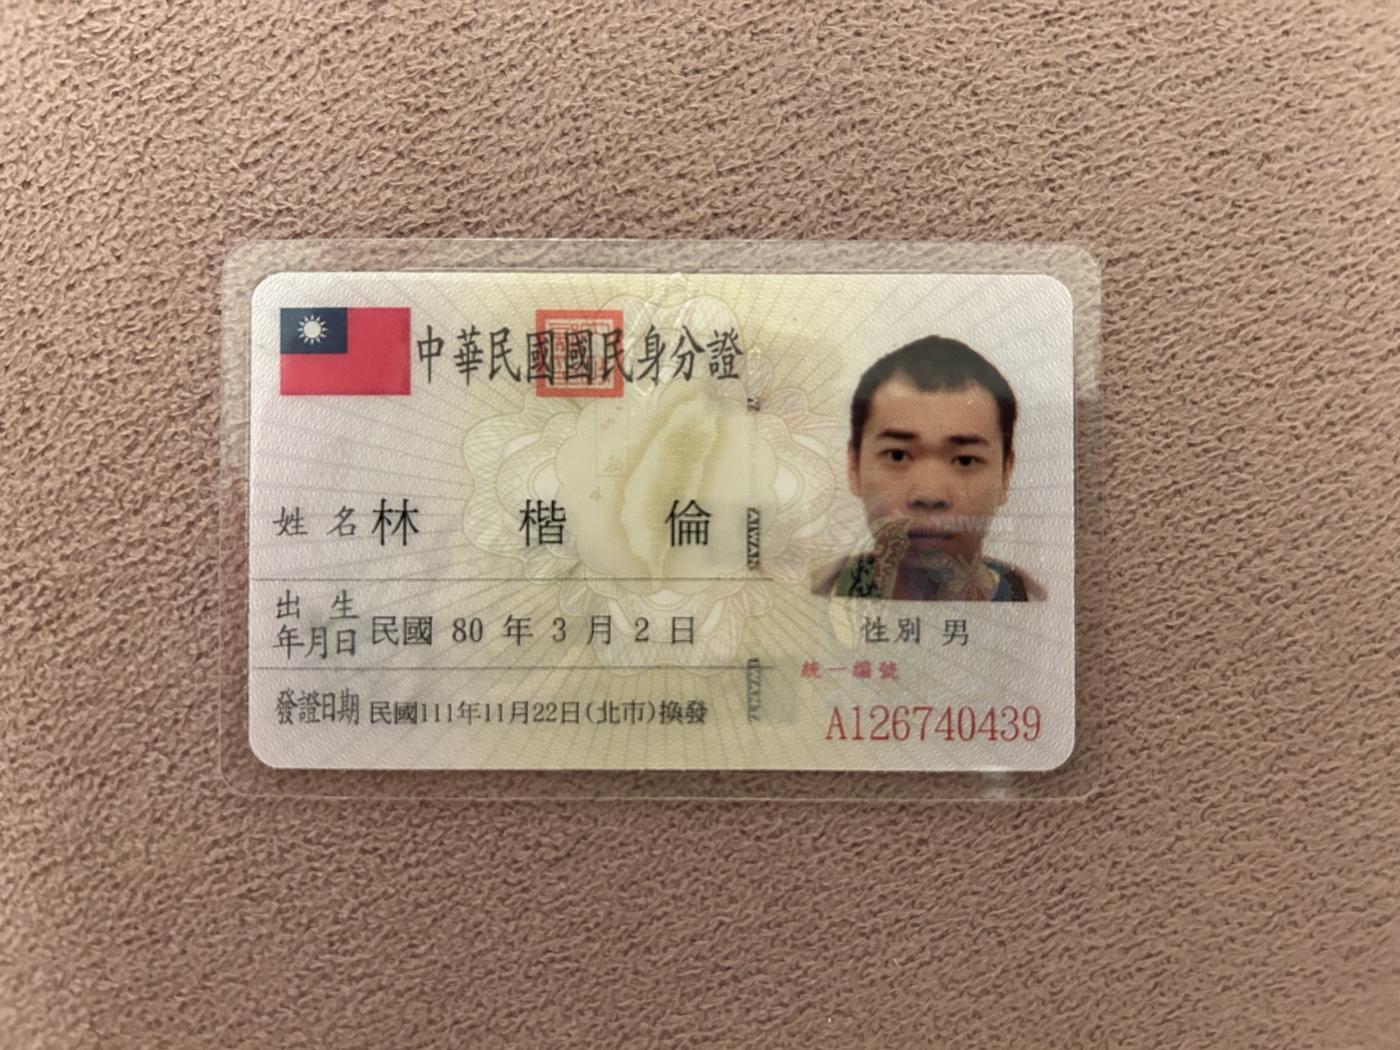 中華民國國民身分證
姓名 林 楷 倫
出生年月日 民國 80 年 3 月 2 日
性別 男
發證日期 民國111年11月22日(北市)換發
統一編號
A126740439
TAIWAN
TAIWAN